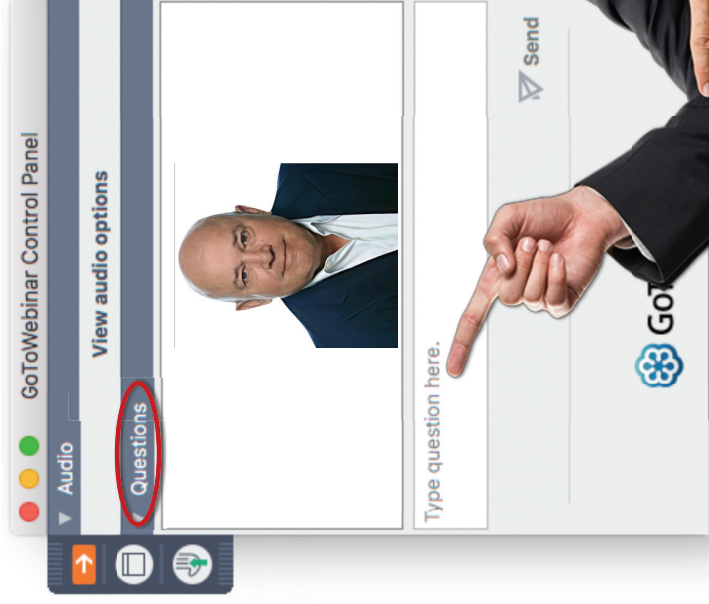 GoToWebinar Control Panel
Audio
View audio options
Questions
Type question here.
Send
GoT